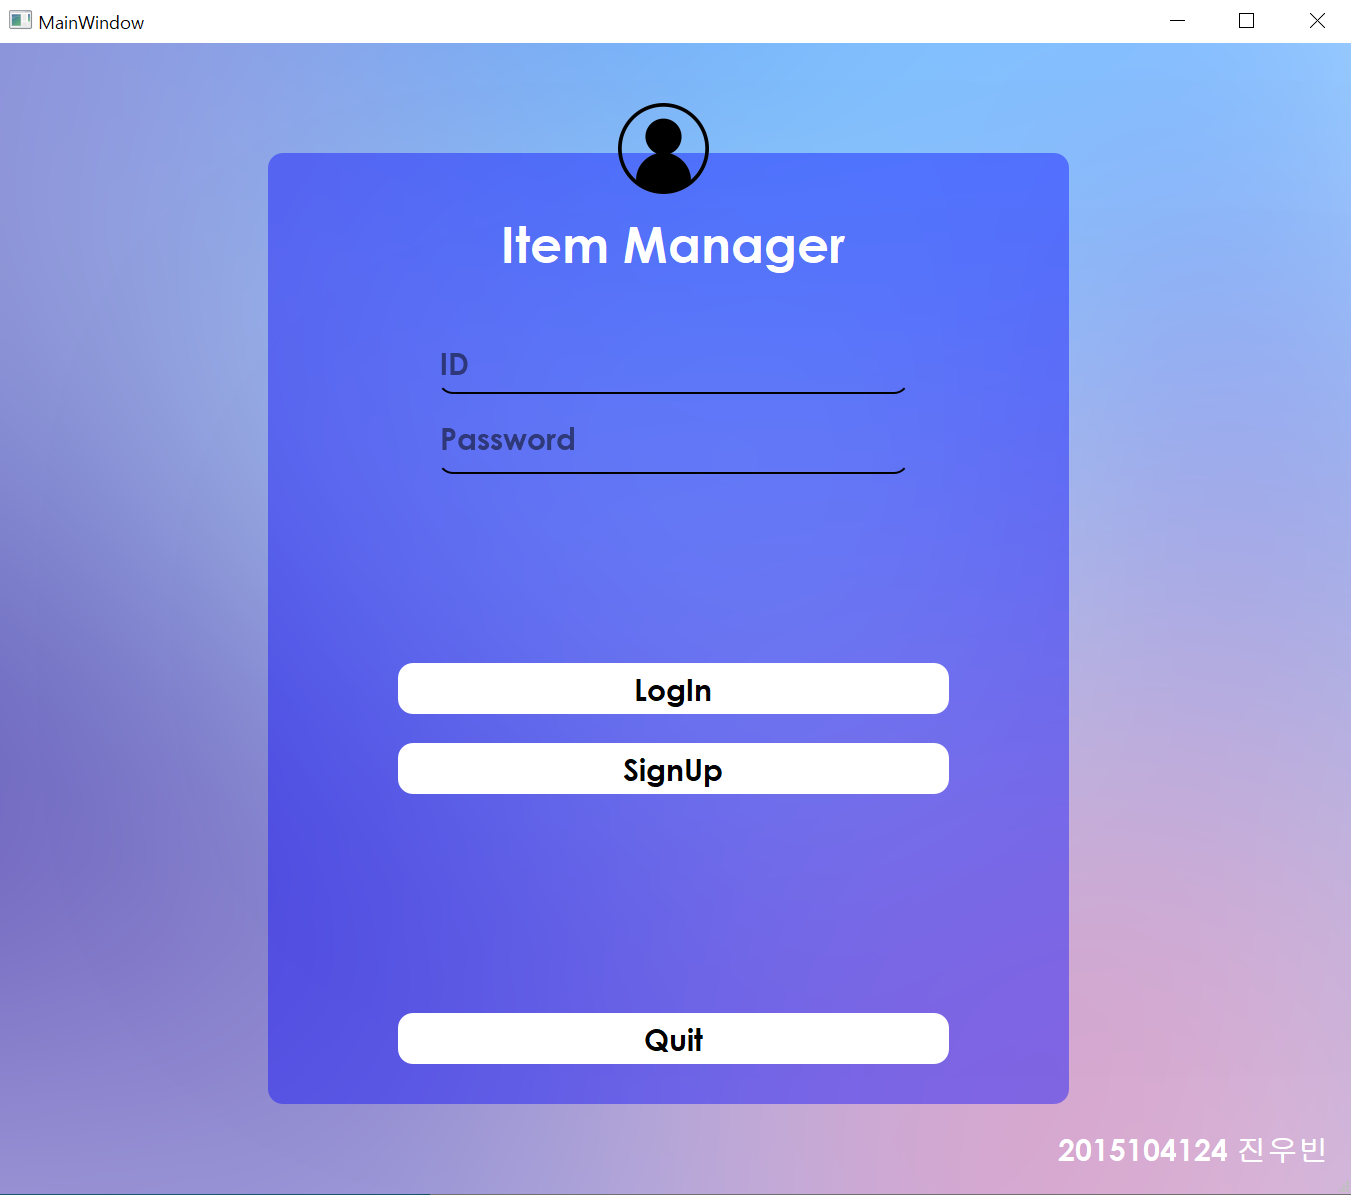 MainWindow
Item Manager
ID
Password
LogIn
SignUp
Quit
2015104124 진우빈